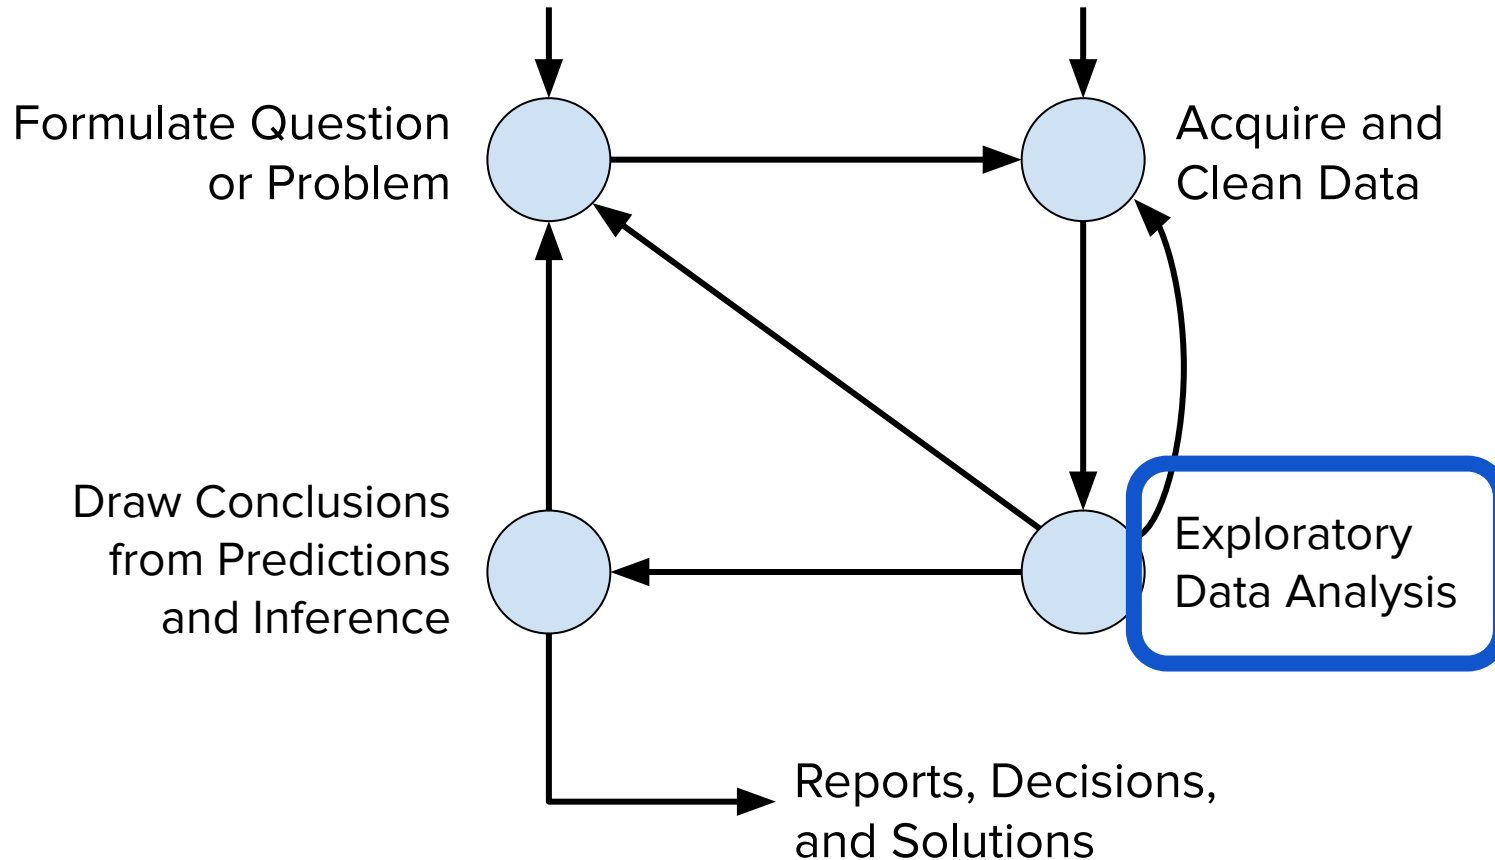 Formulate Question
or Problem
Acquire and
Clean Data
Draw Conclusions
from Predictions
and Inference
Exploratory
Data Analysis
Reports, Decisions,
and Solutions